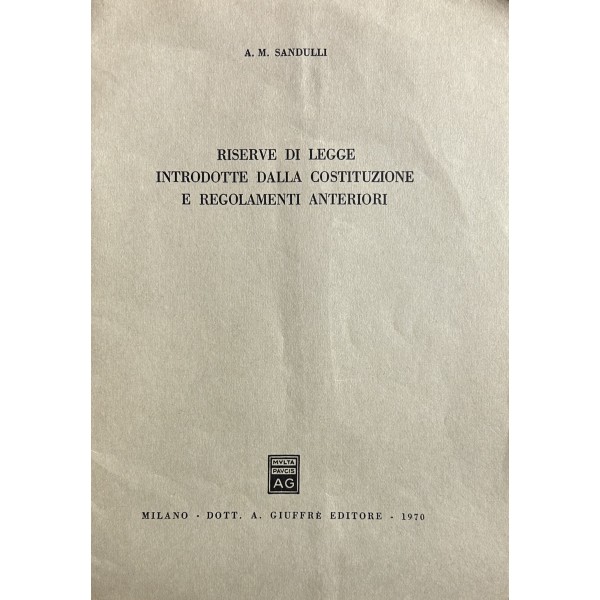 A. M. SANDULLI
RISERVE DI LEGGE
INTRODOTTE DALLA COSTITUZIONE
E REGOLAMENTI ANTERIORI
MVLTA
PAVCIS
AG
MILANO - DOTT. A. GIUFFRÈ EDITORE - 1970